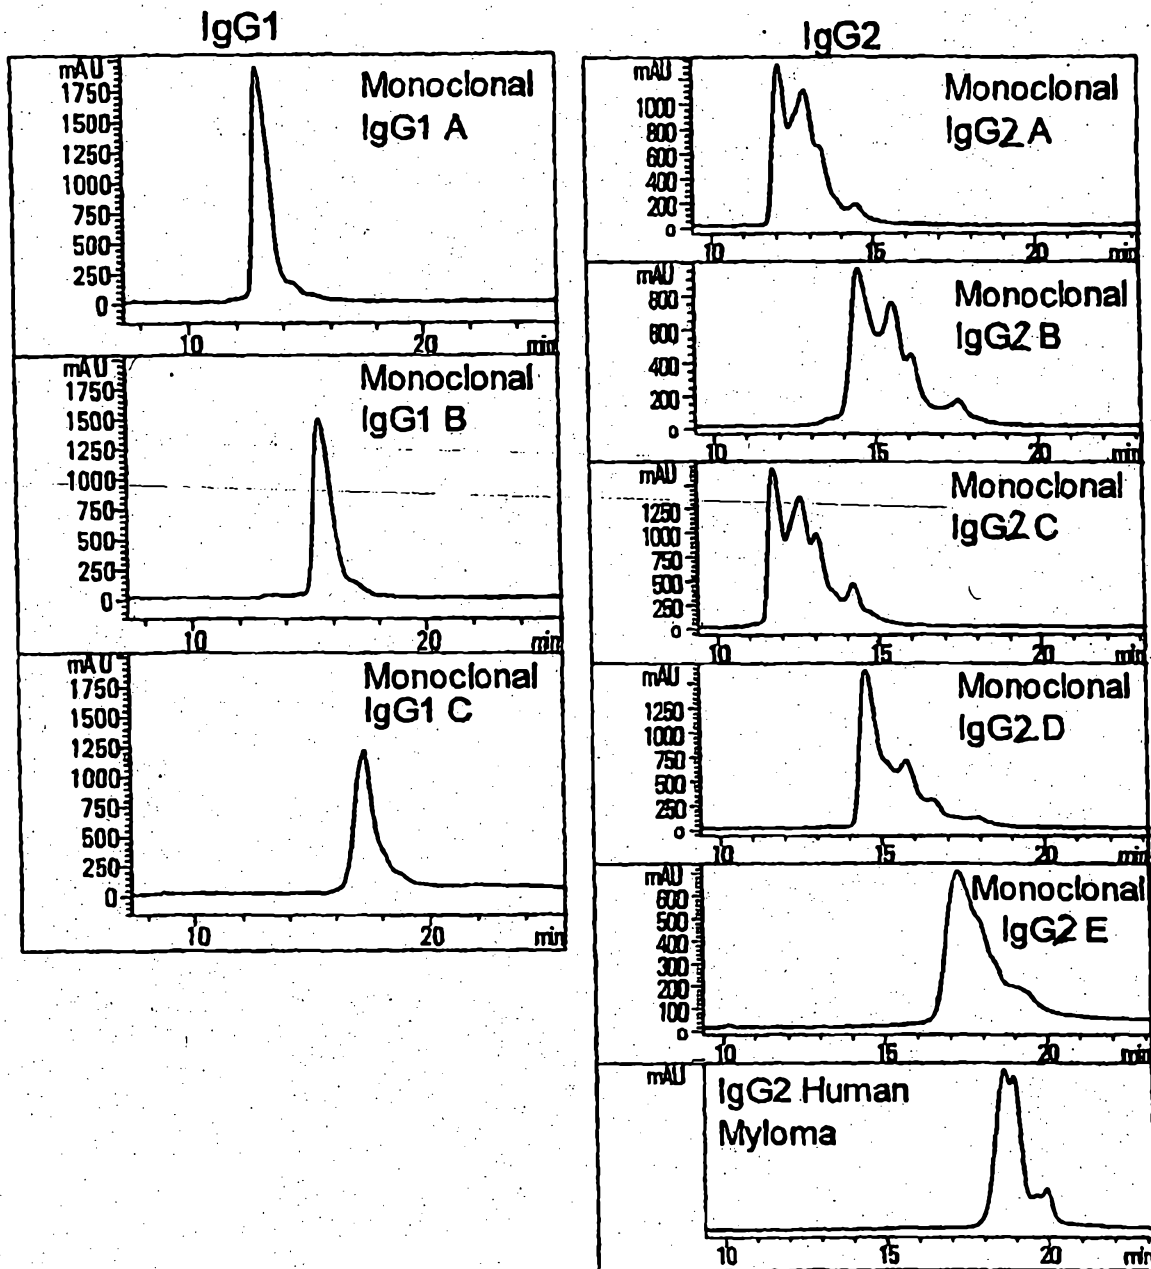 IgG1
mAU
1750
1500
1250
1000
750
500
250
0
10
20
min
Monoclonal
IgG1 A
mAU
1750
1500
1250
1000
750
500
250
0
10
20
min
Monoclonal
IgG1 B
mAU
1750
1500
1250
1000
750
500
250
0
10
20
min
Monoclonal
IgG1 C
IgG2
mAU
1000
800
600
400
200
0
10
15
20
min
Monoclonal
IgG2 A
mAU
800
600
400
200
0
10
15
20
min
Monoclonal
IgG2 B
mAU
1250
1000
750
500
250
0
10
15
20
min
Monoclonal
IgG2 C
mAU
1250
1000
750
500
250
0
10
15
20
min
Monoclonal
IgG2 D
mAU
600
500
400
300
200
100
0
10
15
20
min
Monoclonal
IgG2 E
mAU
IgG2 Human
Myloma
10
15
20
min